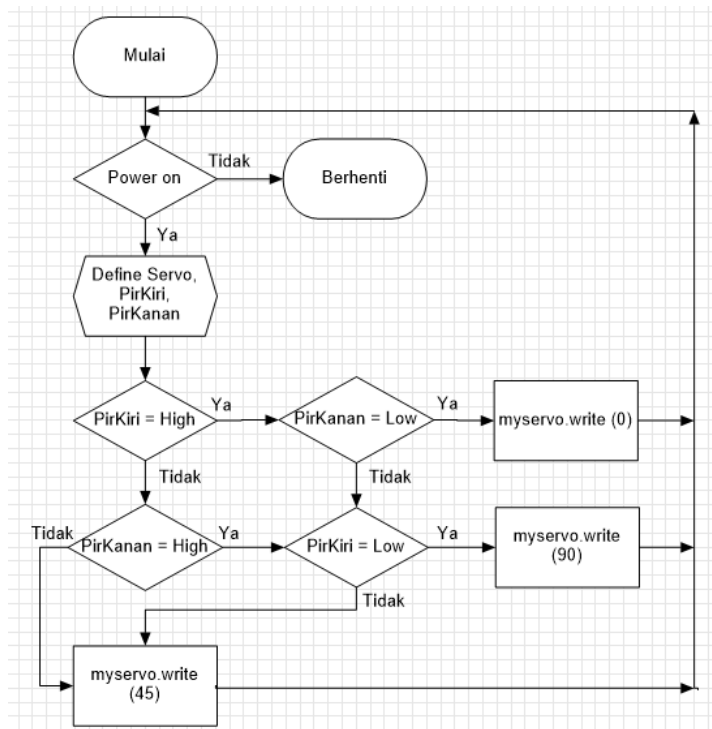 Mulai
Power on
Tidak
Berhenti
Ya
Define Servo,
PirKiri,
PirKanan
PirKiri = High
Ya
PirKanan = Low
Ya
myservo.write (0)
Tidak
Tidak
Tidak
PirKanan = High
Ya
PirKiri = Low
Ya
myservo.write
(90)
Tidak
myservo.write
(45)